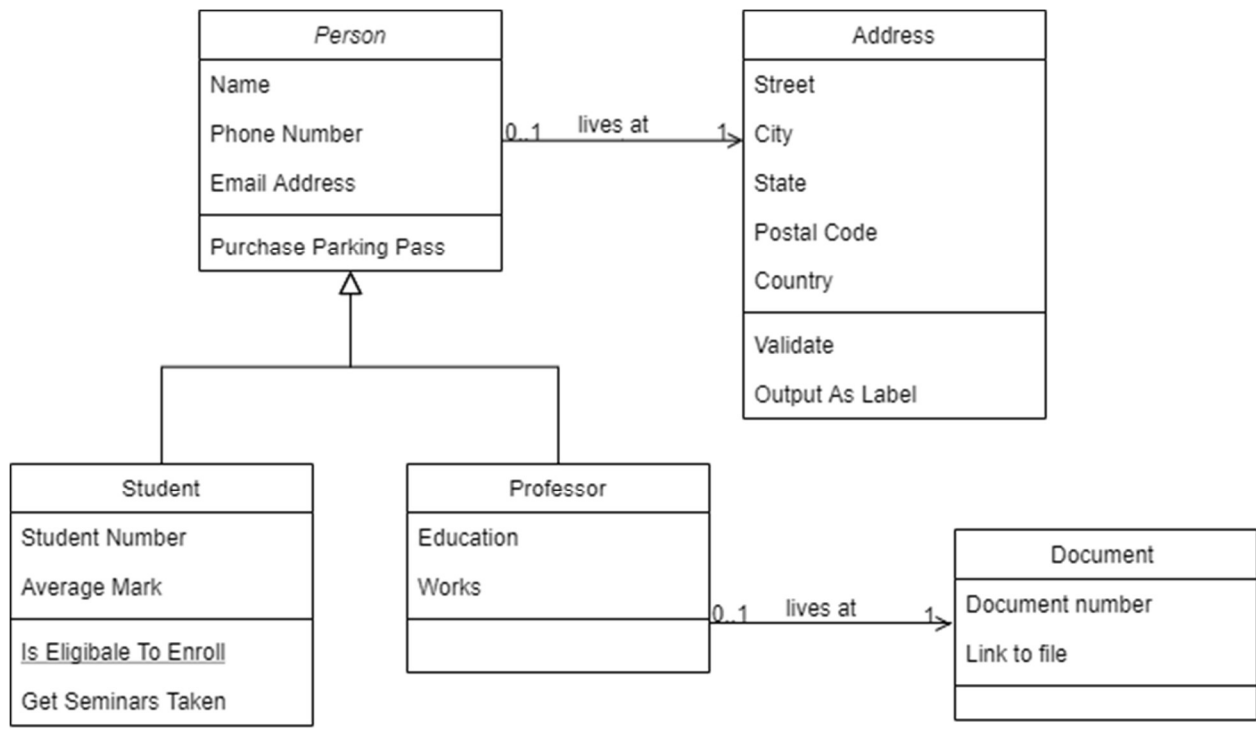 Person
Name
Phone Number
Email Address
Purchase Parking Pass
0..1 lives at 1
Address
Street
City
State
Postal Code
Country
Validate
Output As Label
Student
Student Number
Average Mark
Is Eligibale To Enroll
Get Seminars Taken
Professor
Education
Works
0..1 lives at 1
Document
Document number
Link to file